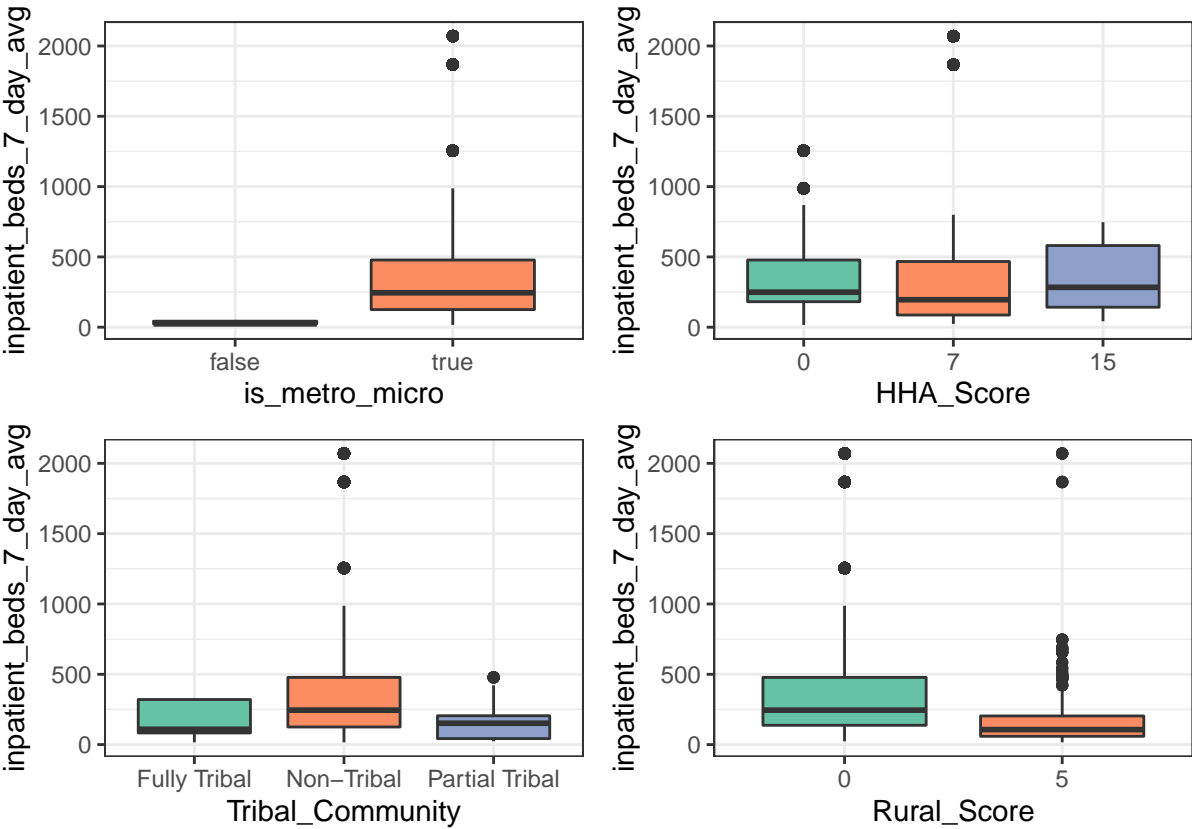 inpatient_beds_7_day_avg
2000
1500
1000
500
0
false
true
is_metro_micro
inpatient_beds_7_day_avg
2000
1500
1000
500
0
0
7
15
HHA_Score
inpatient_beds_7_day_avg
2000
1500
1000
500
0
Fully Tribal
Non−Tribal
Partial Tribal
Tribal_Community
inpatient_beds_7_day_avg
2000
1500
1000
500
0
0
5
Rural_Score